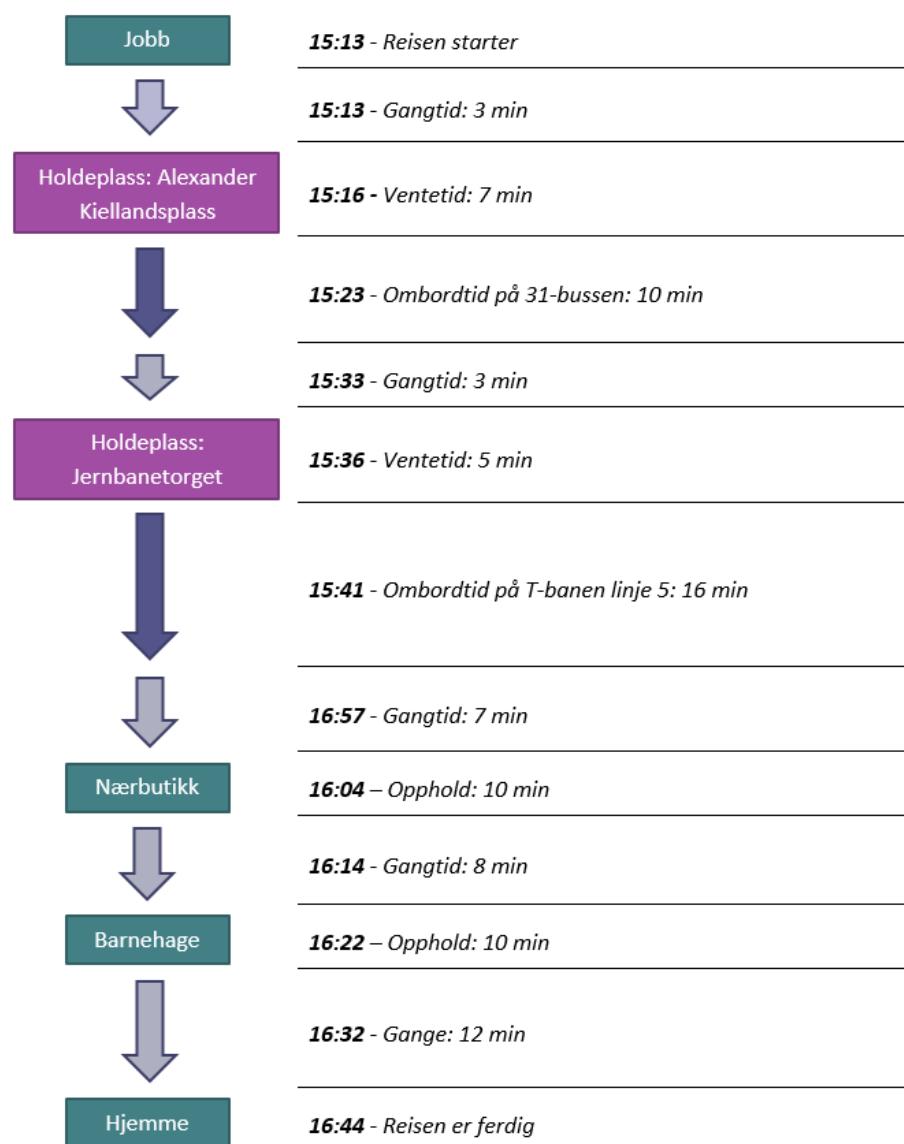 Jobb
15:13 - Reisen starter
15:13 - Gangtid: 3 min
Holdeplass: Alexander
Kiellandsplass
15:16 - Ventetid: 7 min
15:23 - Ombordtid på 31-bussen: 10 min
15:33 - Gangtid: 3 min
Holdeplass:
Jernbanetorget
15:36 - Ventetid: 5 min
15:41 - Ombordtid på T-banen linje 5: 16 min
16:57 - Gangtid: 7 min
Nærbutikk
16:04 – Opphold: 10 min
16:14 - Gangtid: 8 min
Barnehage
16:22 – Opphold: 10 min
16:32 - Gange: 12 min
Hjemme
16:44 - Reisen er ferdig